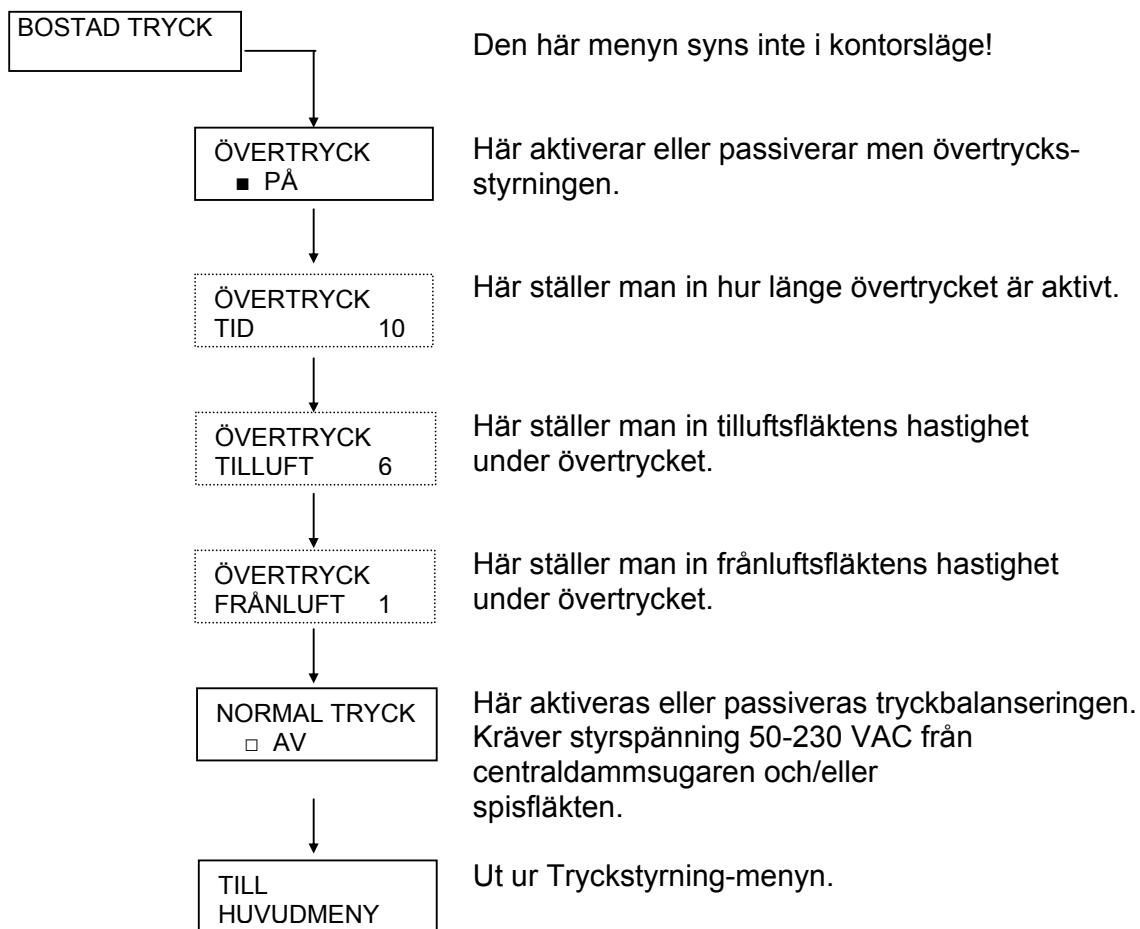 BOSTAD TRYCK
Den här menyn syns inte i kontorsläge!
ÖVERTRYCK
■ PÅ
Här aktiverar eller passiverar men övertrycks-
styrningen.
ÖVERTRYCK
TID 10
Här ställer man in hur länge övertrycket är aktivt.
ÖVERTRYCK
TILLUFT 6
Här ställer man in tilluftsfläktens hastighet
under övertrycket.
ÖVERTRYCK
FRÅNLUFT 1
Här ställer man in frånluftsfläktens hastighet
under övertrycket.
NORMAL TRYCK
□ AV
Här aktiveras eller passiveras tryckbalanseringen.
Kräver styrspänning 50-230 VAC från
centraldammsugaren och/eller
spisfläkten.
TILL
HUVUDMENY
Ut ur Tryckstyrning-menyn.